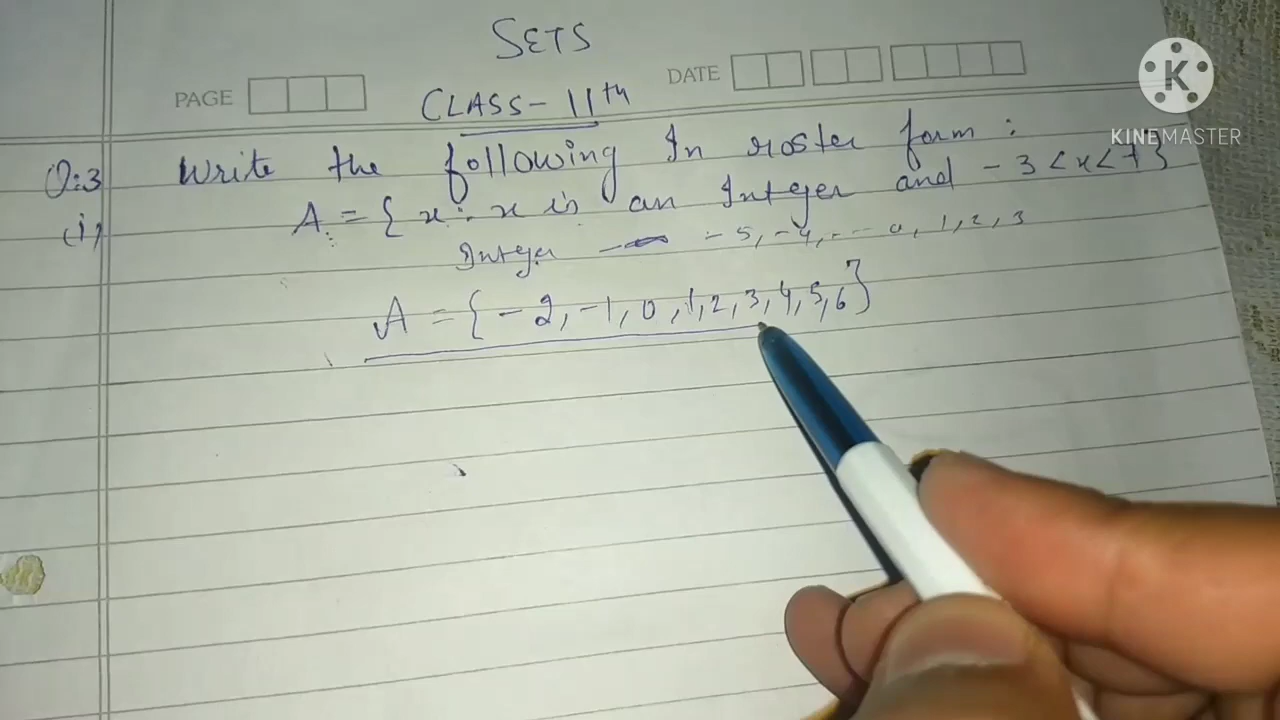 SETS
PAGE
DATE
CLASS- 11th
KINEMASTER
Q:3 Write the following In roster form:
(i) A = { x : x is an Integer and -3 < x < 7}
Integer -5, -4, --- 0, 1, 2, 3
A = { -2, -1, 0, 1, 2, 3, 4, 5, 6}